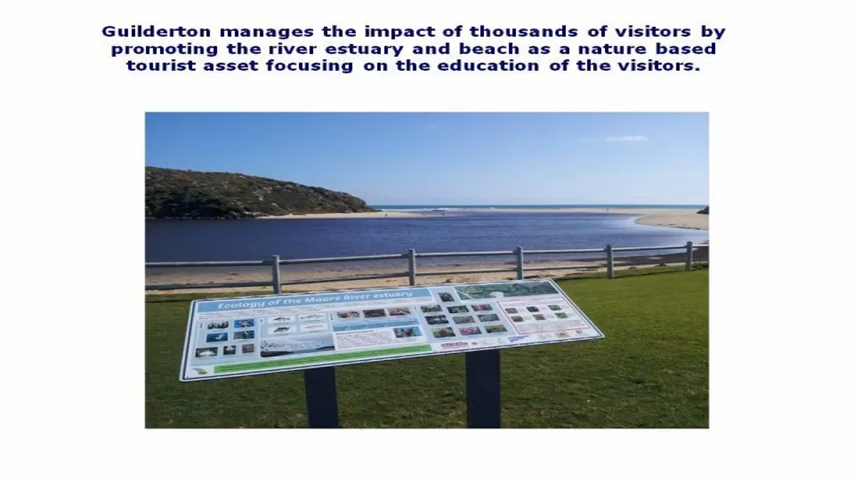 Guilderton manages the impact of thousands of visitors by
promoting the river estuary and beach as a nature based
tourist asset focusing on the education of the visitors.
Ecology of the Moore River estuary